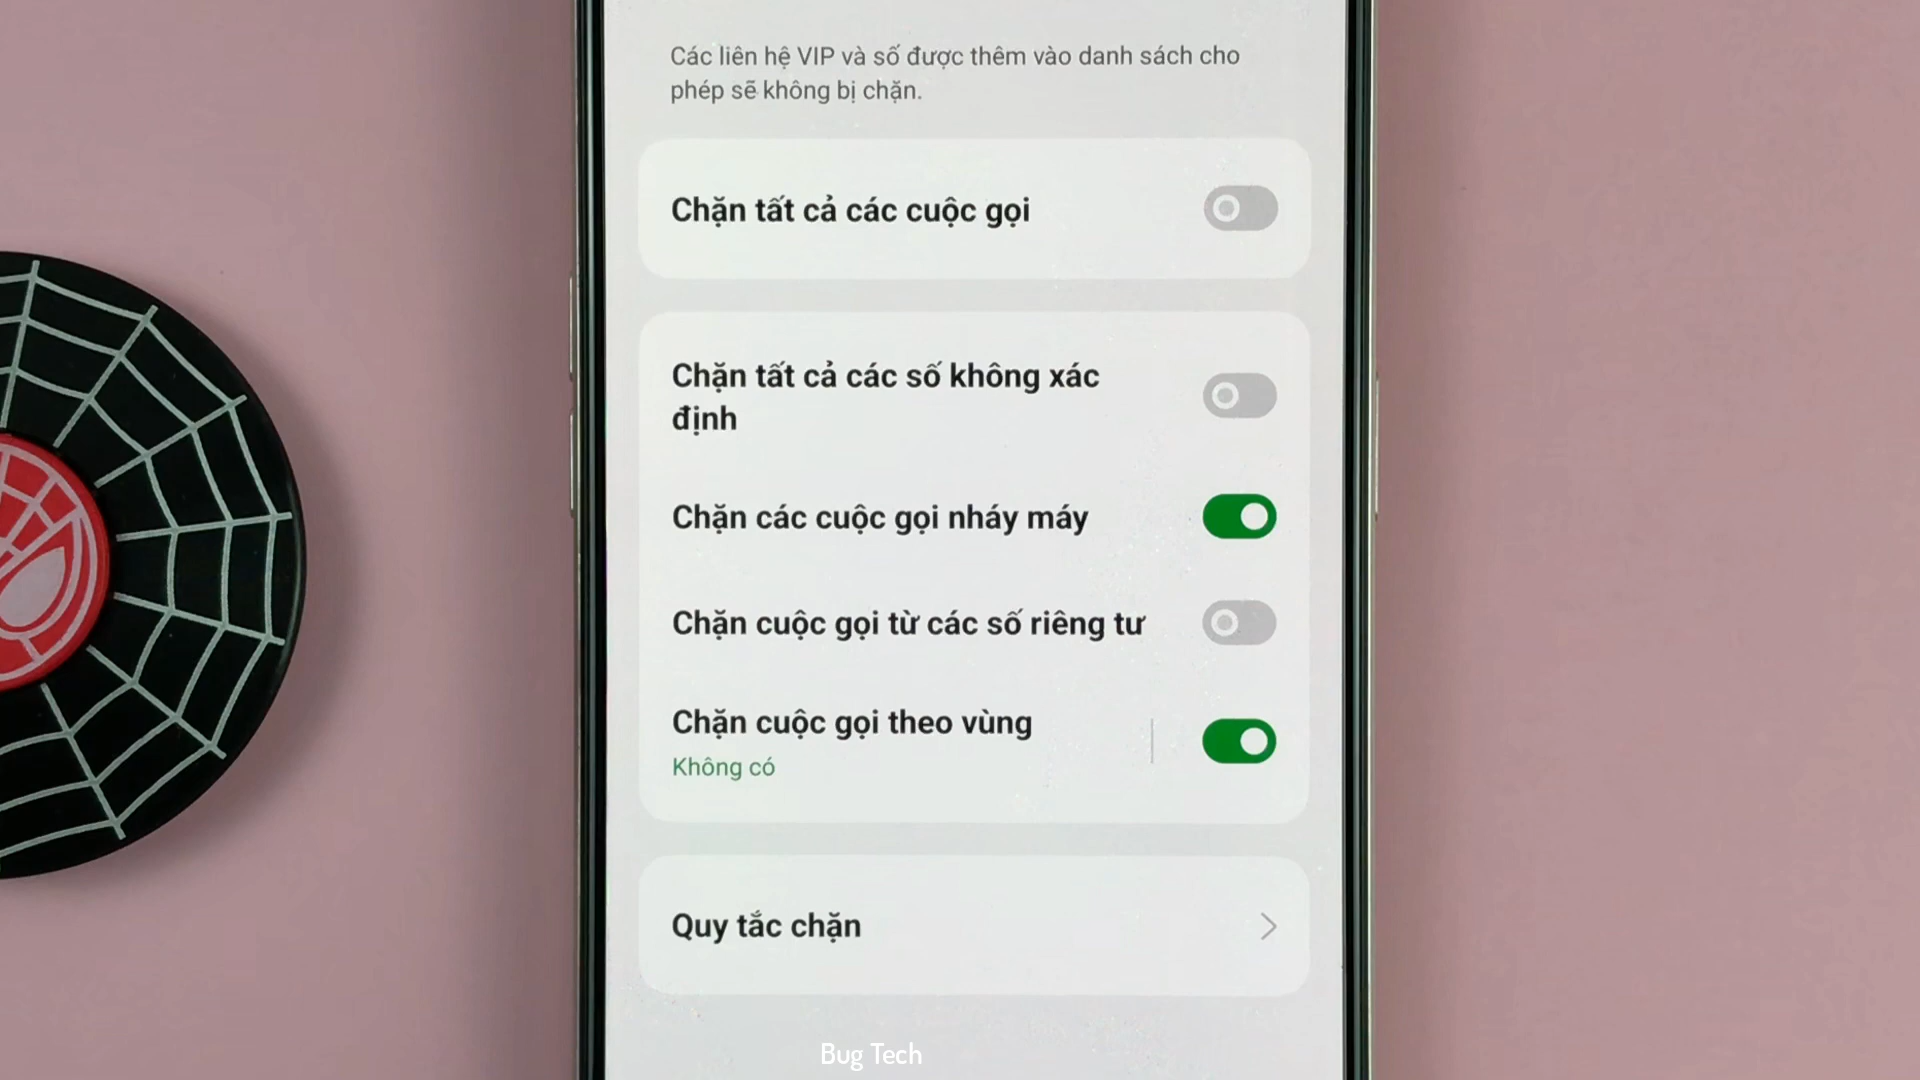 Các liên hệ VIP và số được thêm vào danh sách cho
phép sẽ không bị chặn.
Chặn tất cả các cuộc gọi
Chặn tất cả các số không xác
định
Chặn các cuộc gọi nháy máy
Chặn cuộc gọi từ các số riêng tư
Chặn cuộc gọi theo vùng
Không có
Quy tắc chặn
Bug Tech